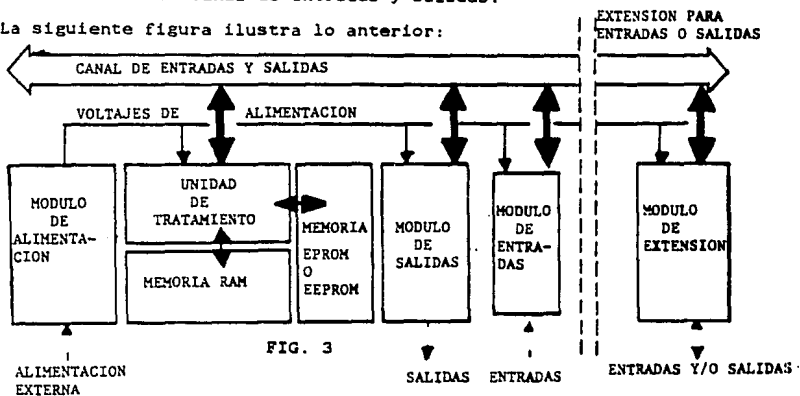 La siguiente figura ilustra lo anterior:
EXTENSION PARA
ENTRADAS O SALIDAS
CANAL DE ENTRADAS Y SALIDAS
VOLTAJES DE ALIMENTACION
MODULO
DE
ALIMENTA-
CION
UNIDAD
DE
TRATAMIENTO
MEMORIA RAM
MEMORIA
EPROM
O
EEPROM
MODULO
DE
SALIDAS
MODULO
DE
ENTRA-
DAS
MODULO
DE
EXTENSION
FIG. 3
ALIMENTACION
EXTERNA
SALIDAS
ENTRADAS
ENTRADAS Y/O SALIDAS